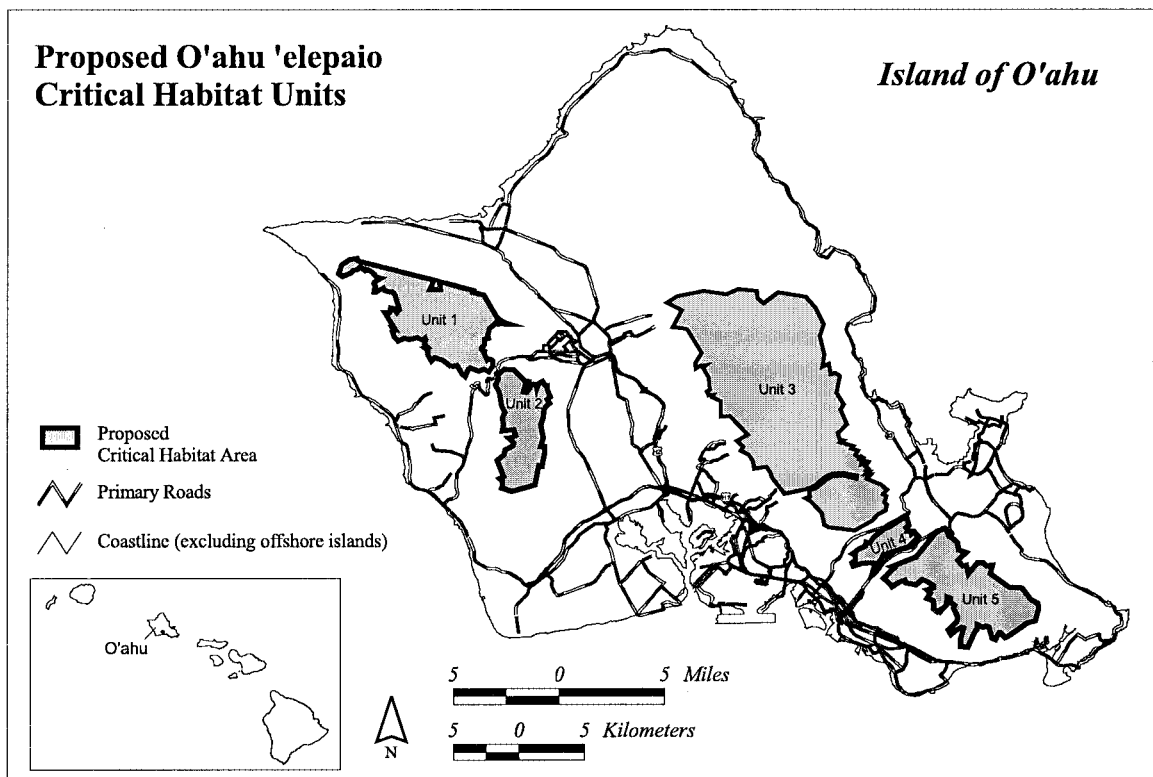 Proposed O'ahu 'elepaio
Critical Habitat Units
Island of O'ahu
Unit 1
Unit 2
Unit 3
Unit 4
Unit 5
Proposed
Critical Habitat Area
Primary Roads
Coastline (excluding offshore islands)
O'ahu
N
5 0 5 Miles
5 0 5 Kilometers